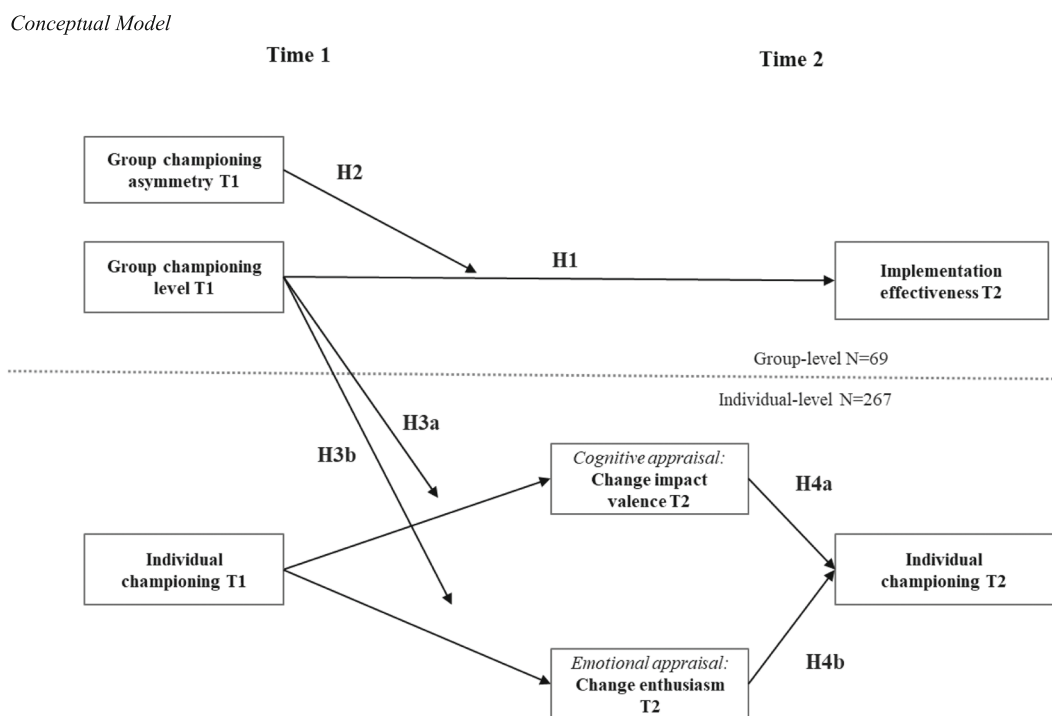 Conceptual Model
Time 1
Time 2
Group championing
asymmetry T1
H2
Group championing
level T1
H1
Implementation
effectiveness T2
Group-level N=69
Individual-level N=267
H3a
H3b
Cognitive appraisal:
Change impact
valence T2
H4a
Individual
championing T1
Individual
championing T2
Emotional appraisal:
Change enthusiasm
T2
H4b